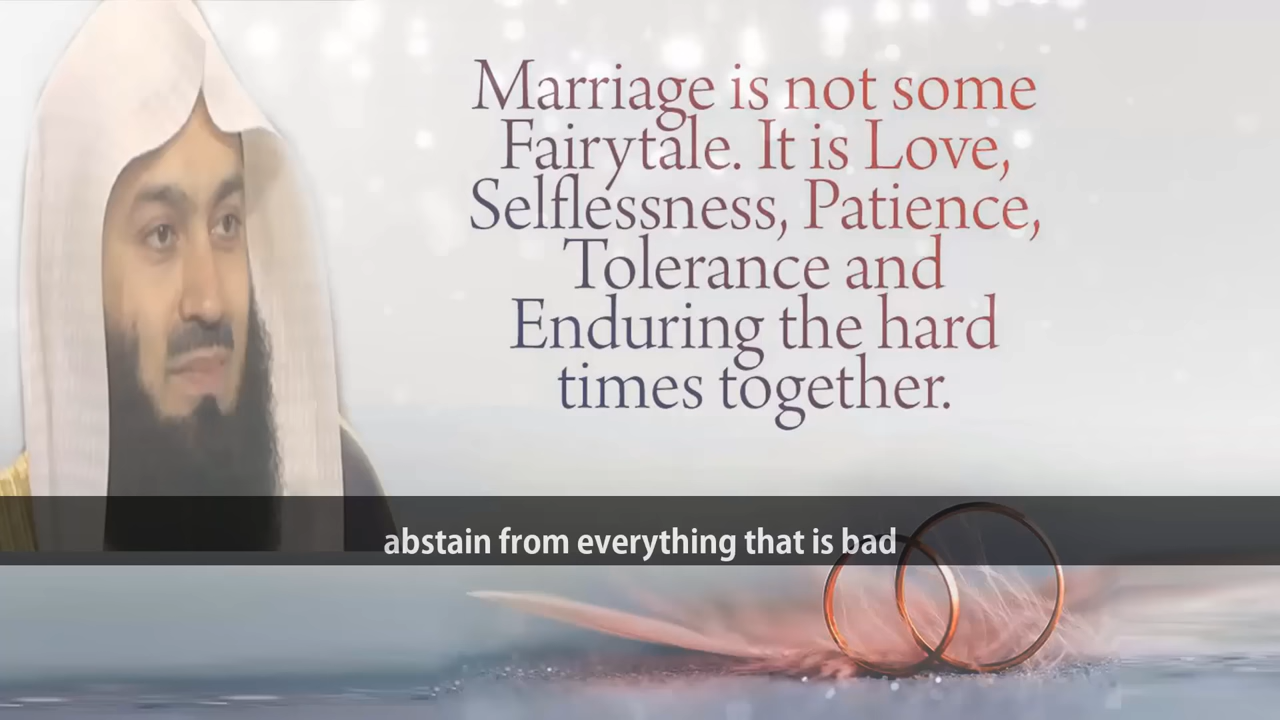 Marriage is not some
Fairytale. It is Love,
Selflessness, Patience,
Tolerance and
Enduring the hard
times together.
abstain from everything that is bad